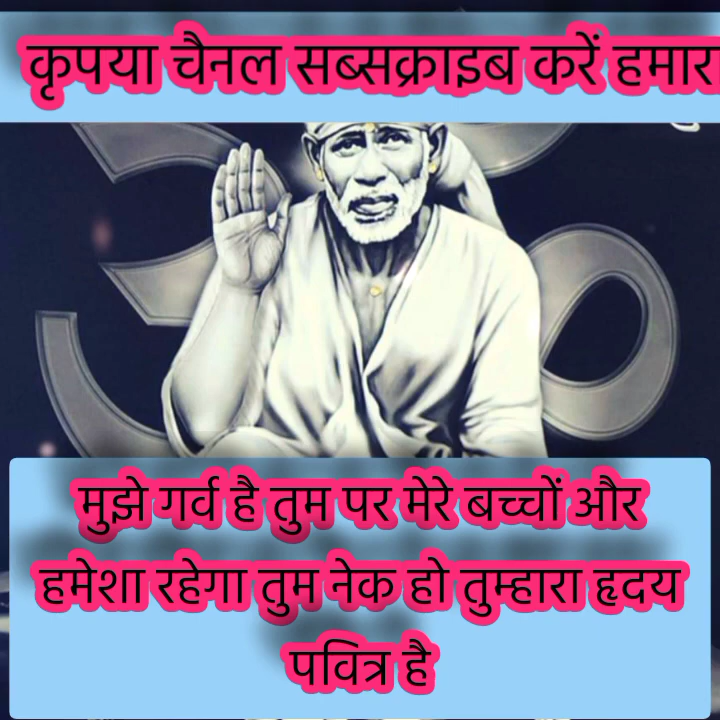 कृपया चैनल सब्सक्राइब करें हमार
मुझे गर्व है तुम पर मेरे बच्चों और
हमेशा रहेगा तुम नेक हो तुम्हारा हृदय
पवित्र है